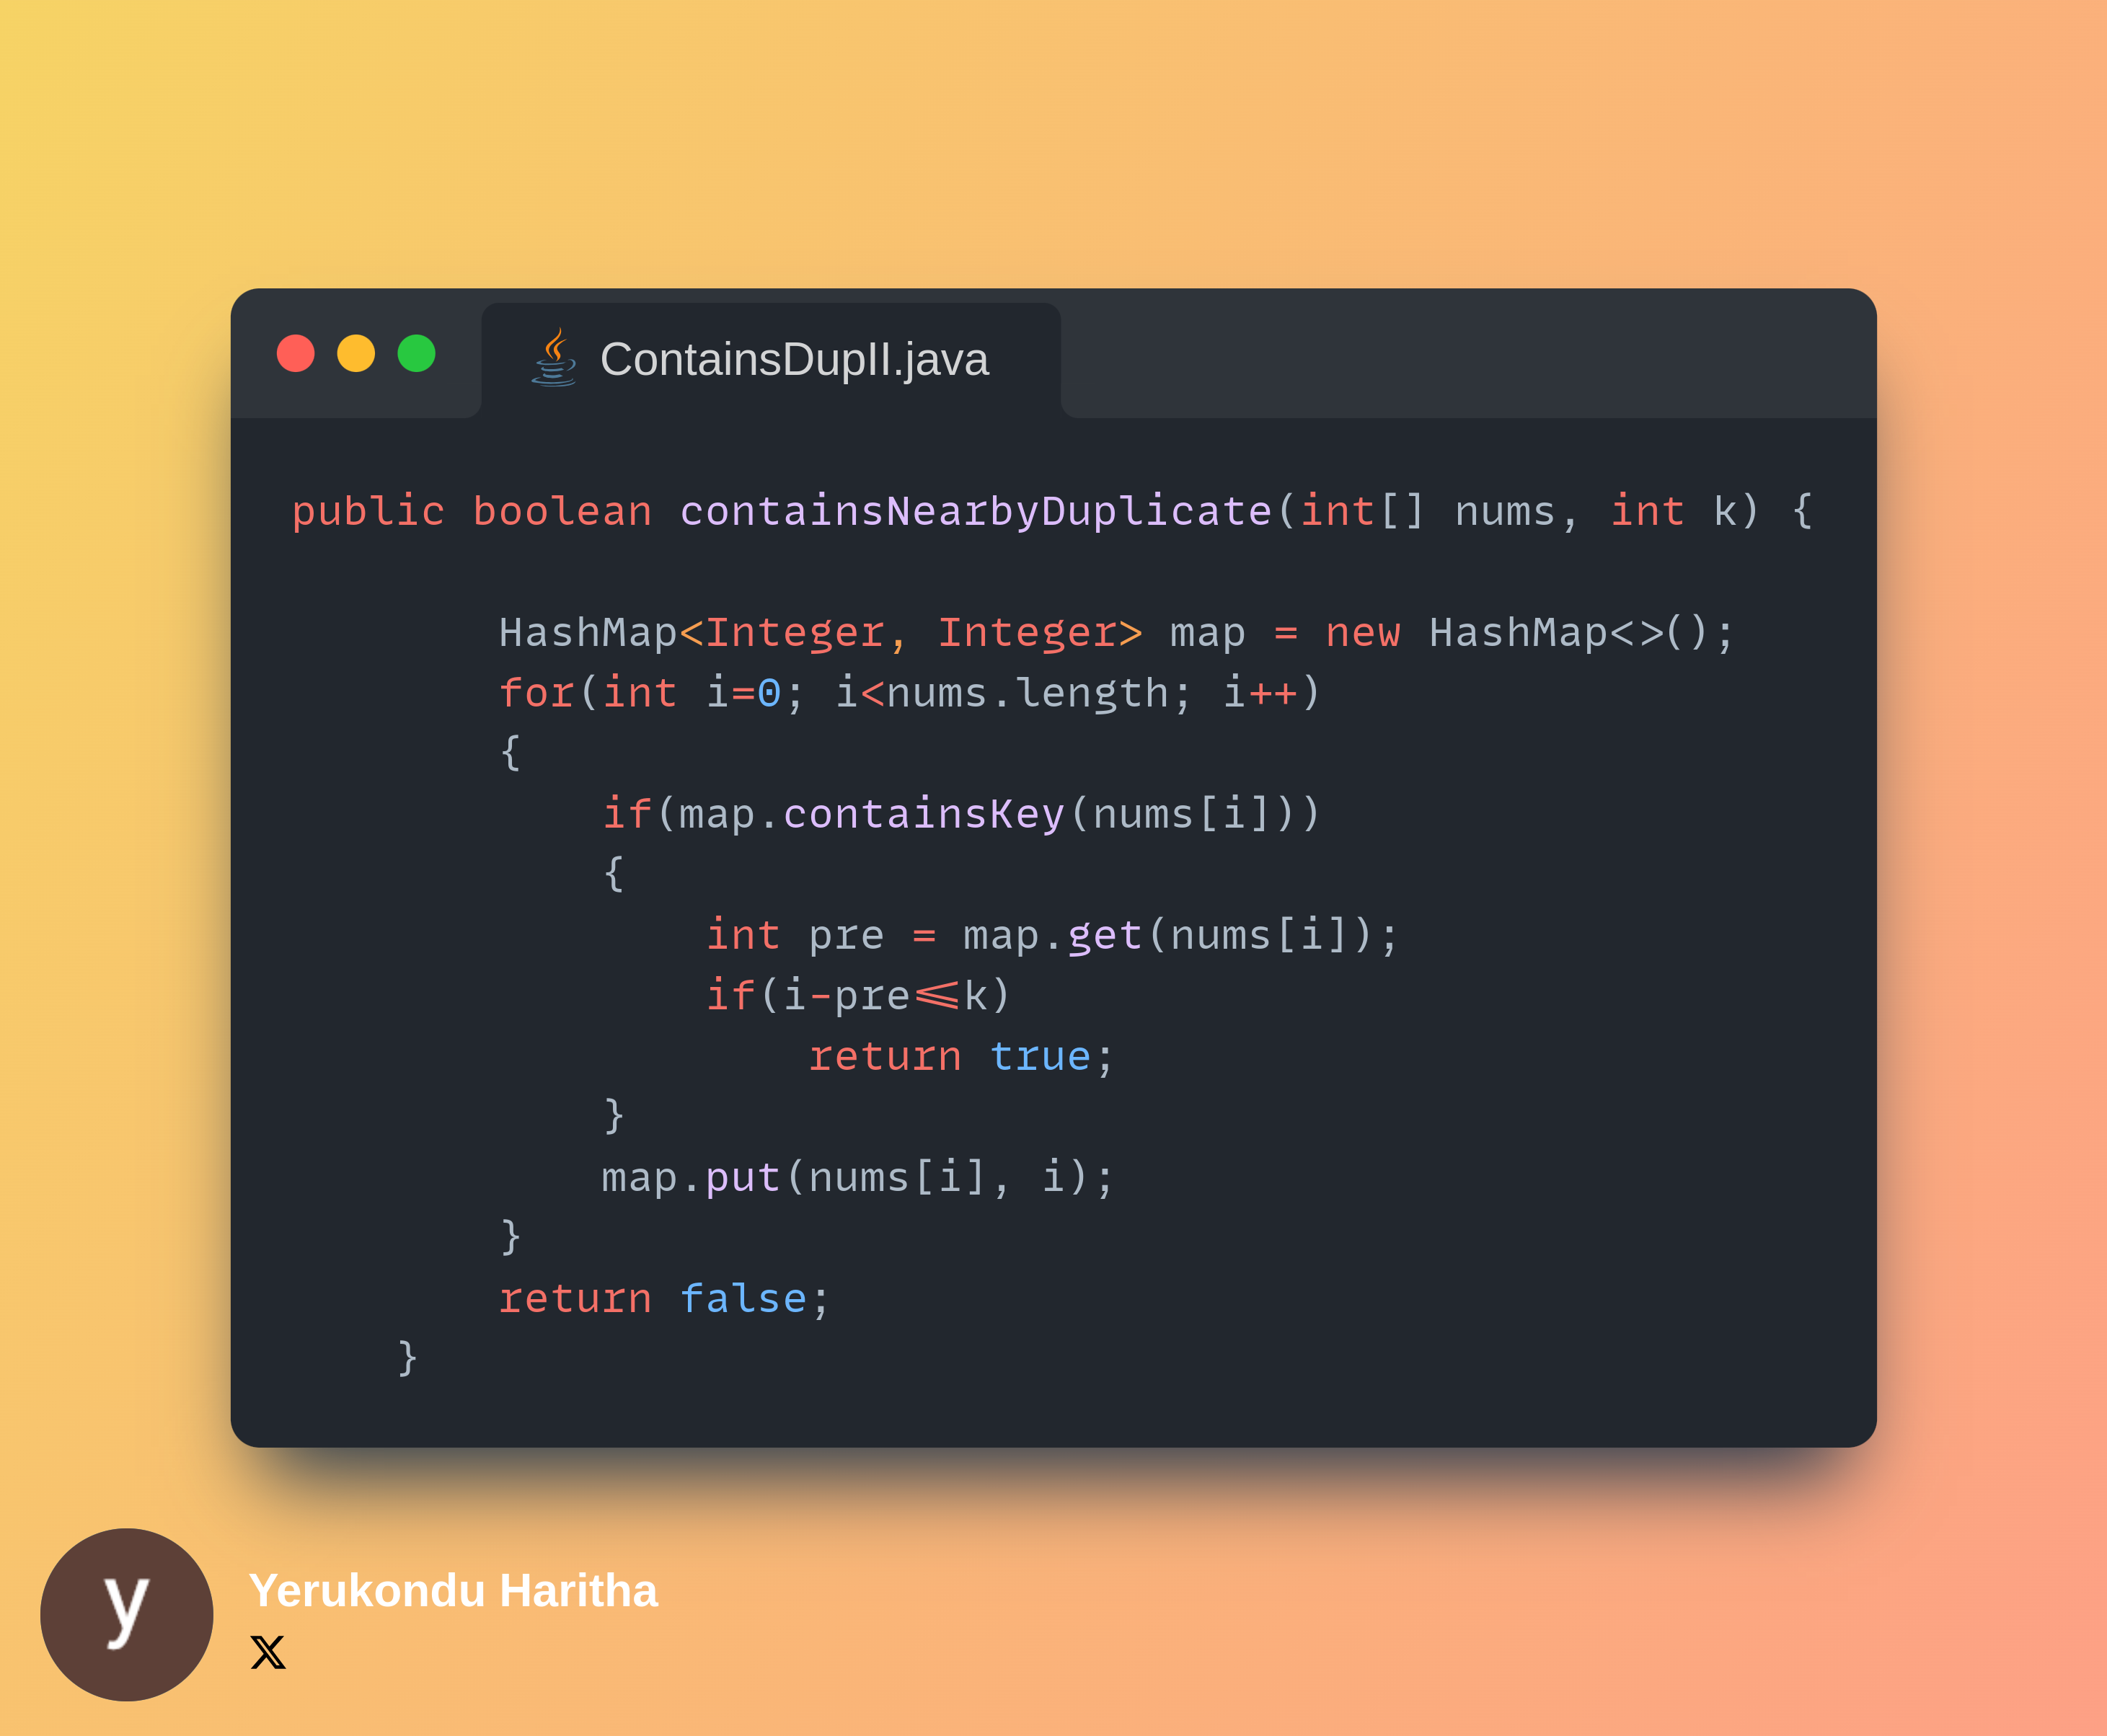 ContainsDupII.java
public boolean containsNearbyDuplicate(int[] nums, int k) {
HashMap<Integer, Integer> map = new HashMap<>();
for(int i=0; i<nums.length; i++)
{
if(map.containsKey(nums[i]))
{
int pre = map.get(nums[i]);
if(i-pre<=k)
return true;
}
map.put(nums[i], i);
}
return false;
}
y
Yerukondu Haritha